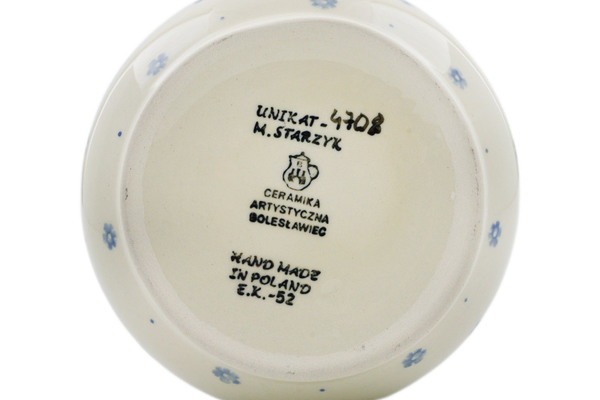 UNIKAT - 4708
M. STARZYK
CERAMIKA
ARTYSTYCZNA
BOLESŁAWIEC
HAND MADE
IN POLAND
E.K.-52